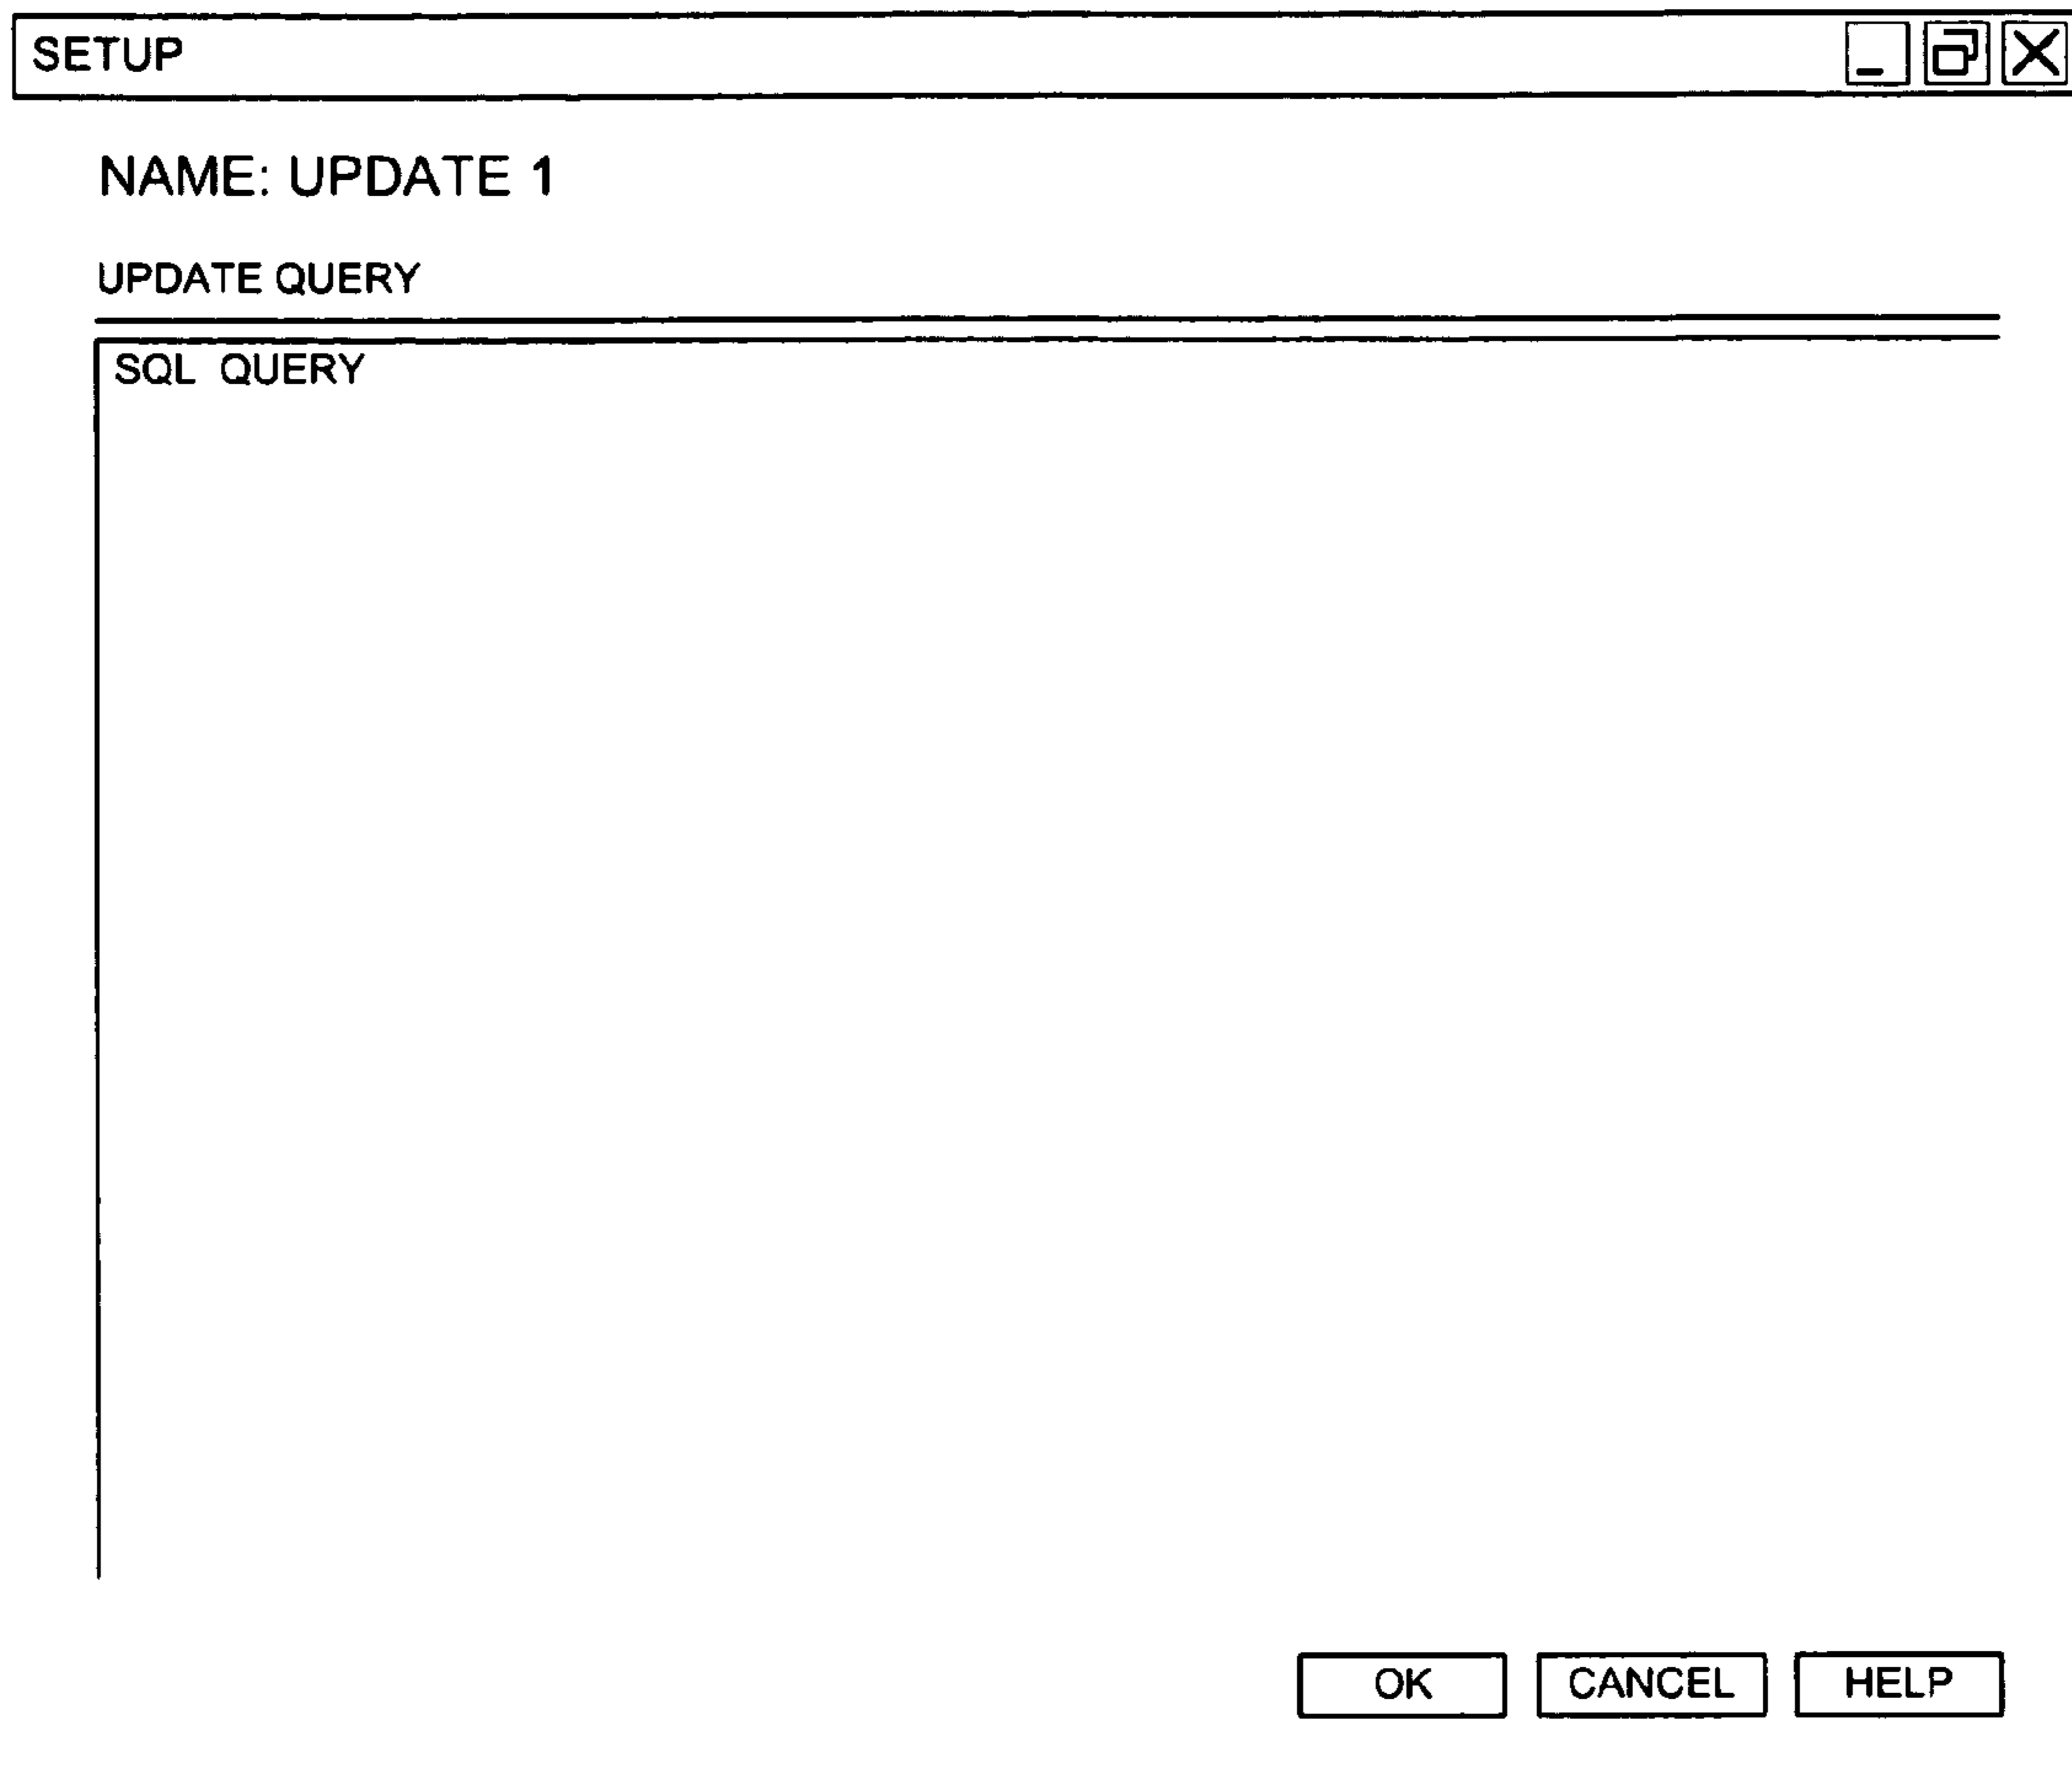 SETUP
NAME: UPDATE 1
UPDATE QUERY
SQL QUERY
OK CANCEL HELP